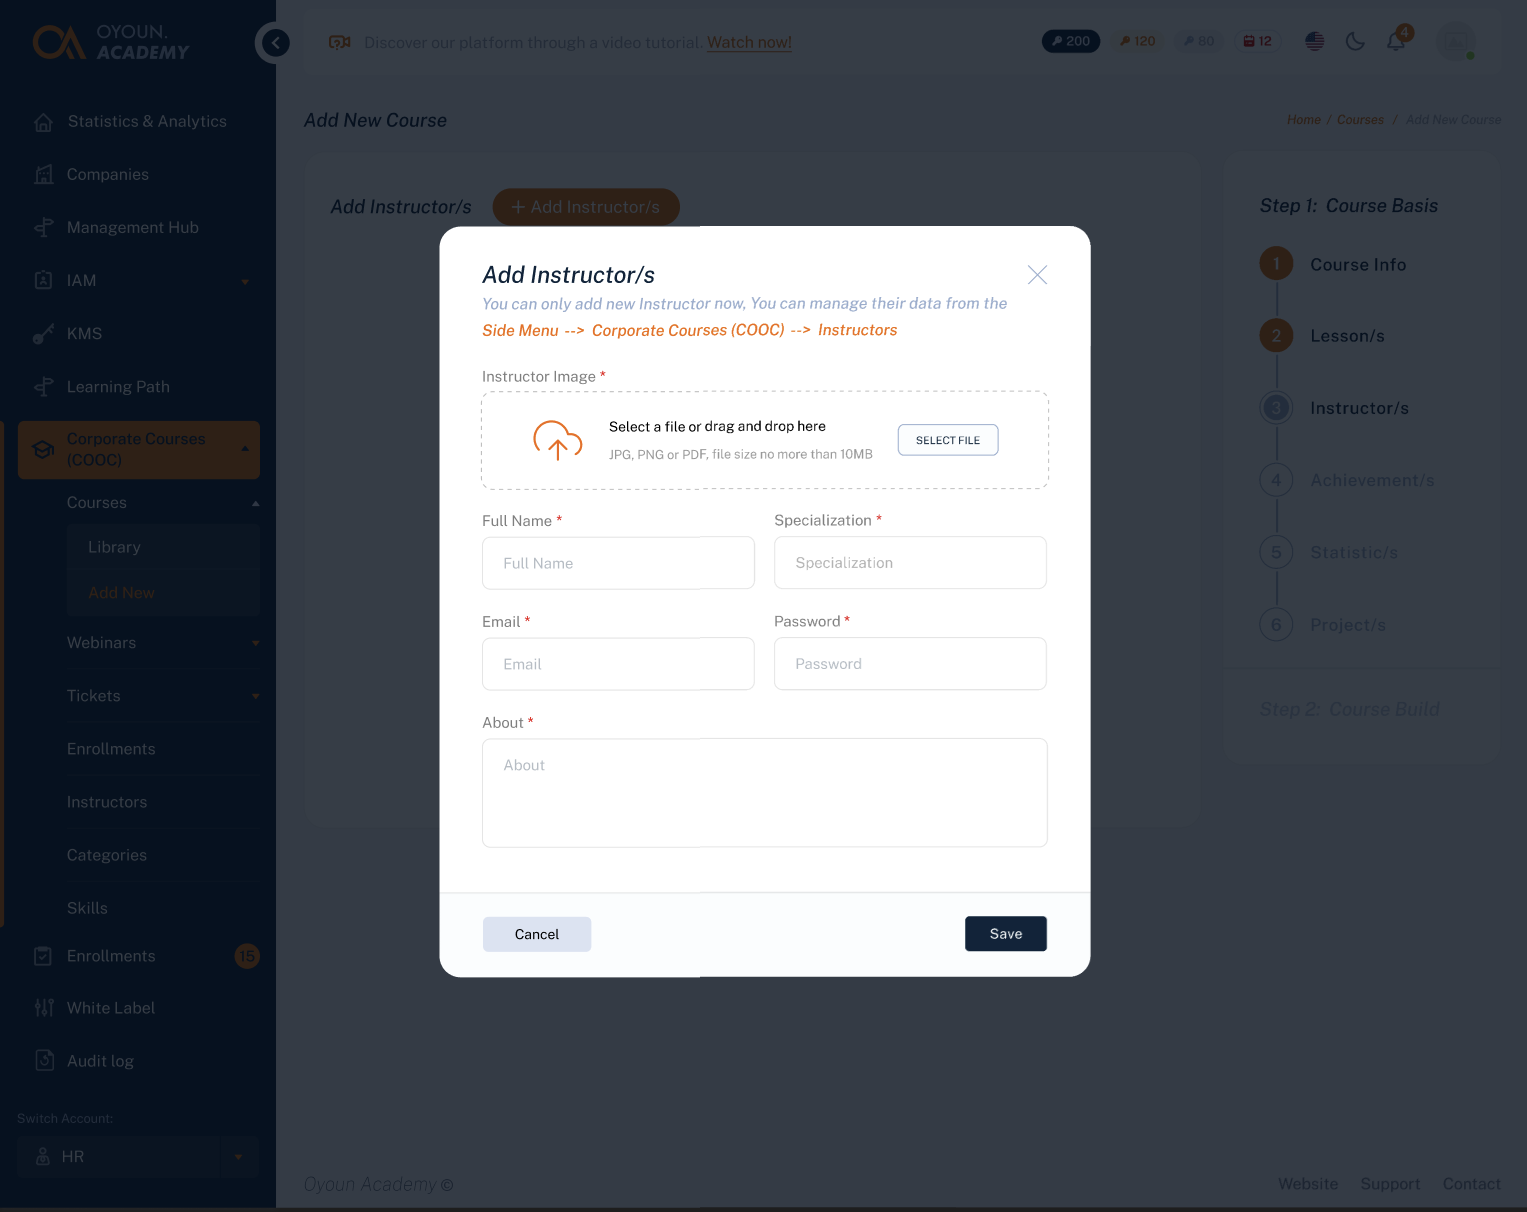 OYOUN.
ACADEMY
Discover our platform through a video tutorial. Watch now!
200
120
80
12
4
Statistics & Analytics
Companies
Management Hub
IAM
KMS
Learning Path
Corporate Courses
(COOC)
Courses
Library
Add New
Webinars
Tickets
Enrollments
Instructors
Categories
Skills
Enrollments
15
White Label
Audit log
Switch Account:
HR
Add New Course
Home / Courses / Add New Course
Add Instructor/s
+ Add Instructor/s
Add Instructor/s
You can only add new Instructor now, You can manage their data from the
Side Menu --> Corporate Courses (COOC) --> Instructors
Instructor Image *
Select a file or drag and drop here
JPG, PNG or PDF, file size no more than 10MB
SELECT FILE
Full Name *
Specialization *
Full Name
Specialization
Email *
Password *
Email
Password
About *
About
Cancel
Save
Step 1: Course Basis
1 Course Info
2 Lesson/s
3 Instructor/s
4 Achievement/s
5 Statistic/s
6 Project/s
Step 2: Course Build
Oyoun Academy ©
Website
Support
Contact